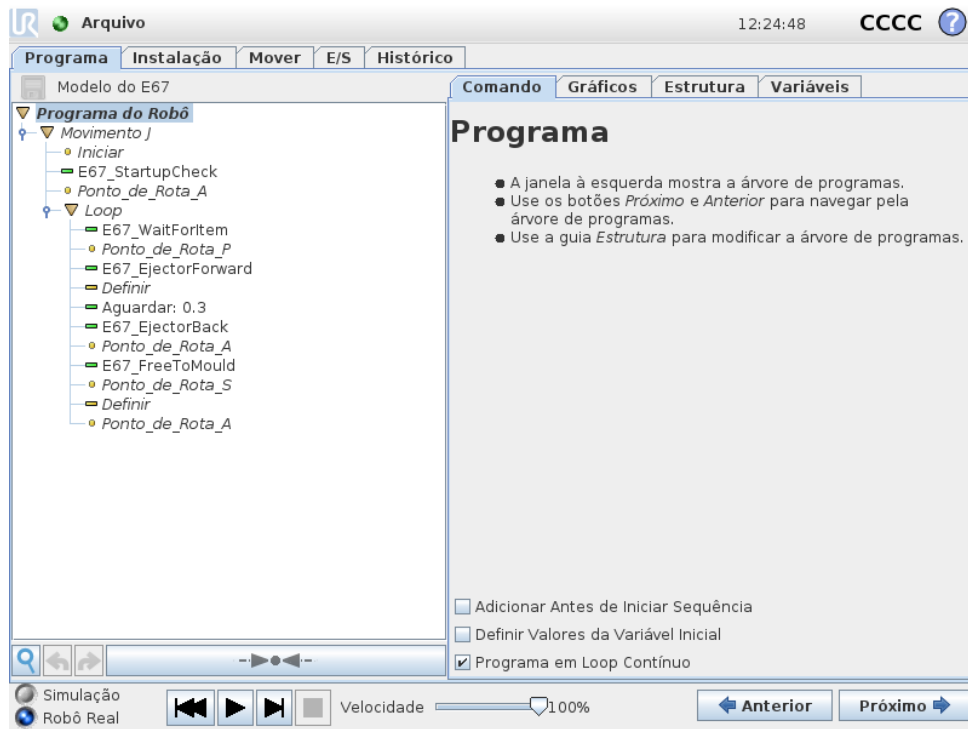 UR Arquivo 12:24:48 CCCC ?
Programa Instalação Mover E/S Histórico
Modelo do E67
Programa do Robô
Movimento J
Iniciar
E67_StartupCheck
Ponto_de_Rota_A
Loop
E67_WaitForItem
Ponto_de_Rota_P
E67_EjectorForward
Definir
Aguardar: 0.3
E67_EjectorBack
Ponto_de_Rota_A
E67_FreeToMould
Ponto_de_Rota_S
Definir
Ponto_de_Rota_A
Comando Gráficos Estrutura Variáveis
Programa
A janela à esquerda mostra a árvore de programas.
Use os botões Próximo e Anterior para navegar pela
árvore de programas.
Use a guia Estrutura para modificar a árvore de programas.
Adicionar Antes de Iniciar Sequência
Definir Valores da Variável Inicial
Programa em Loop Contínuo
Simulação
Robô Real
Velocidade 100%
Anterior Próximo